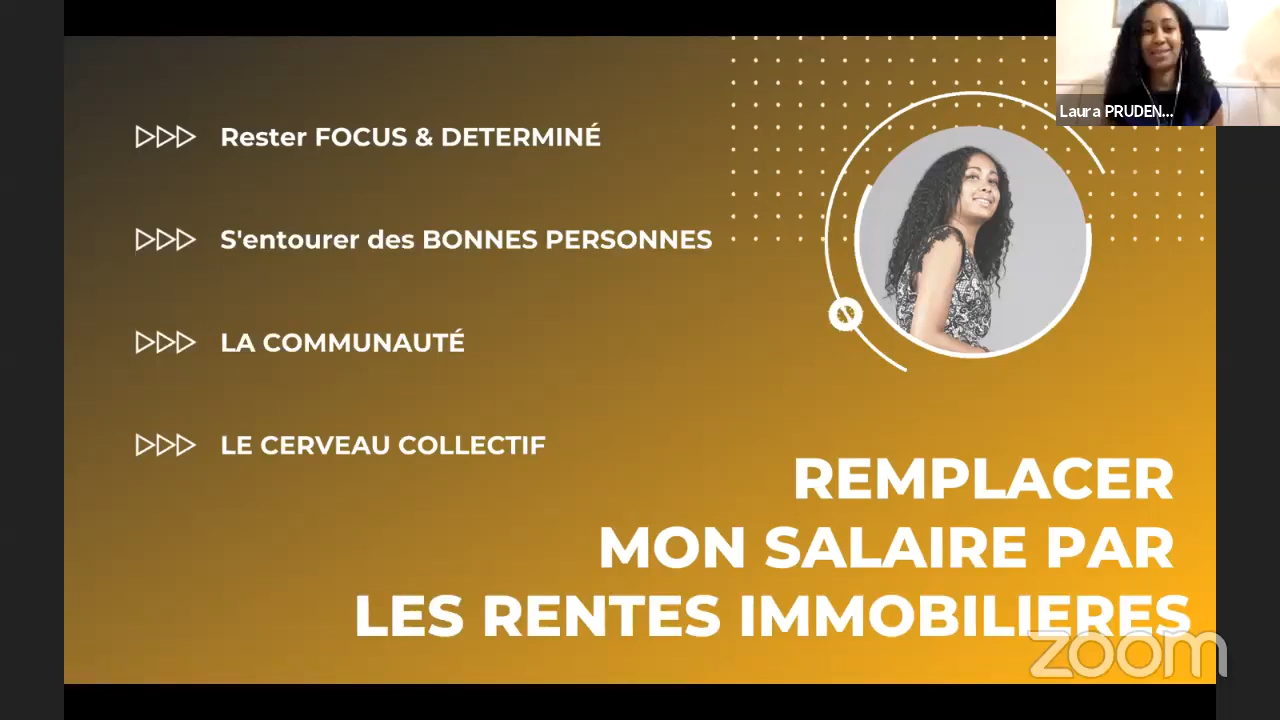 Laura PRUDEN...
Rester FOCUS & DETERMINÉ
S'entourer des BONNES PERSONNES
LA COMMUNAUTÉ
LE CERVEAU COLLECTIF
REMPLACER
MON SALAIRE PAR
LES RENTES IMMOBILIERES
zoom